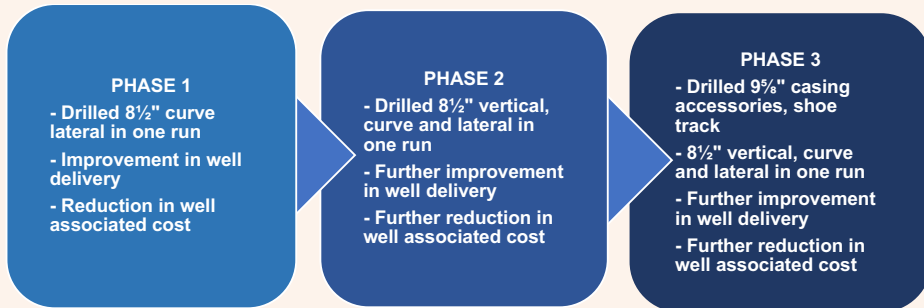 PHASE 1
- Drilled 8½" curve
lateral in one run
- Improvement in well
delivery
- Reduction in well
associated cost
PHASE 2
- Drilled 8½" vertical,
curve and lateral in
one run
- Further improvement
in well delivery
- Further reduction in
well associated cost
PHASE 3
- Drilled 9⅝" casing
accessories, shoe
track
- 8½" vertical, curve
and lateral in one run
- Further improvement
in well delivery
- Further reduction in
well associated cost